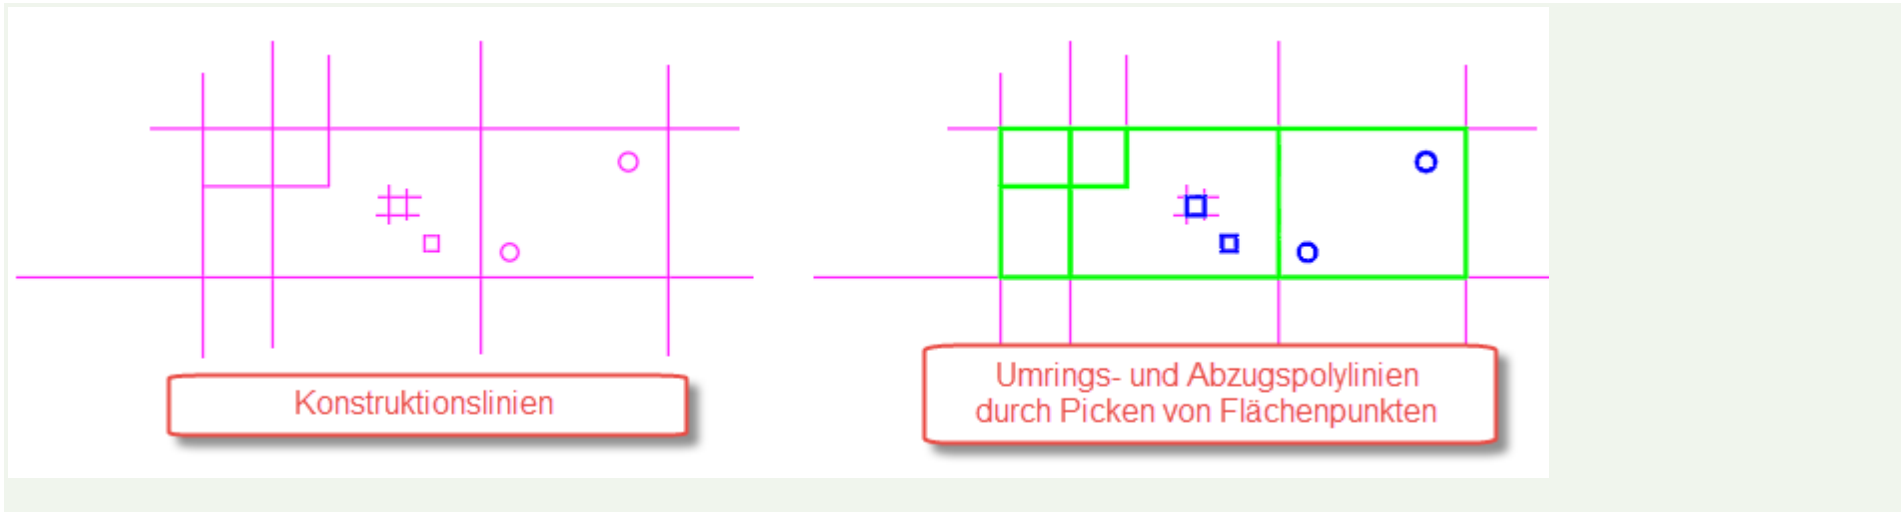 Konstruktionslinien
Umrings- und Abzugspolylinien
durch Picken von Flächenpunkten